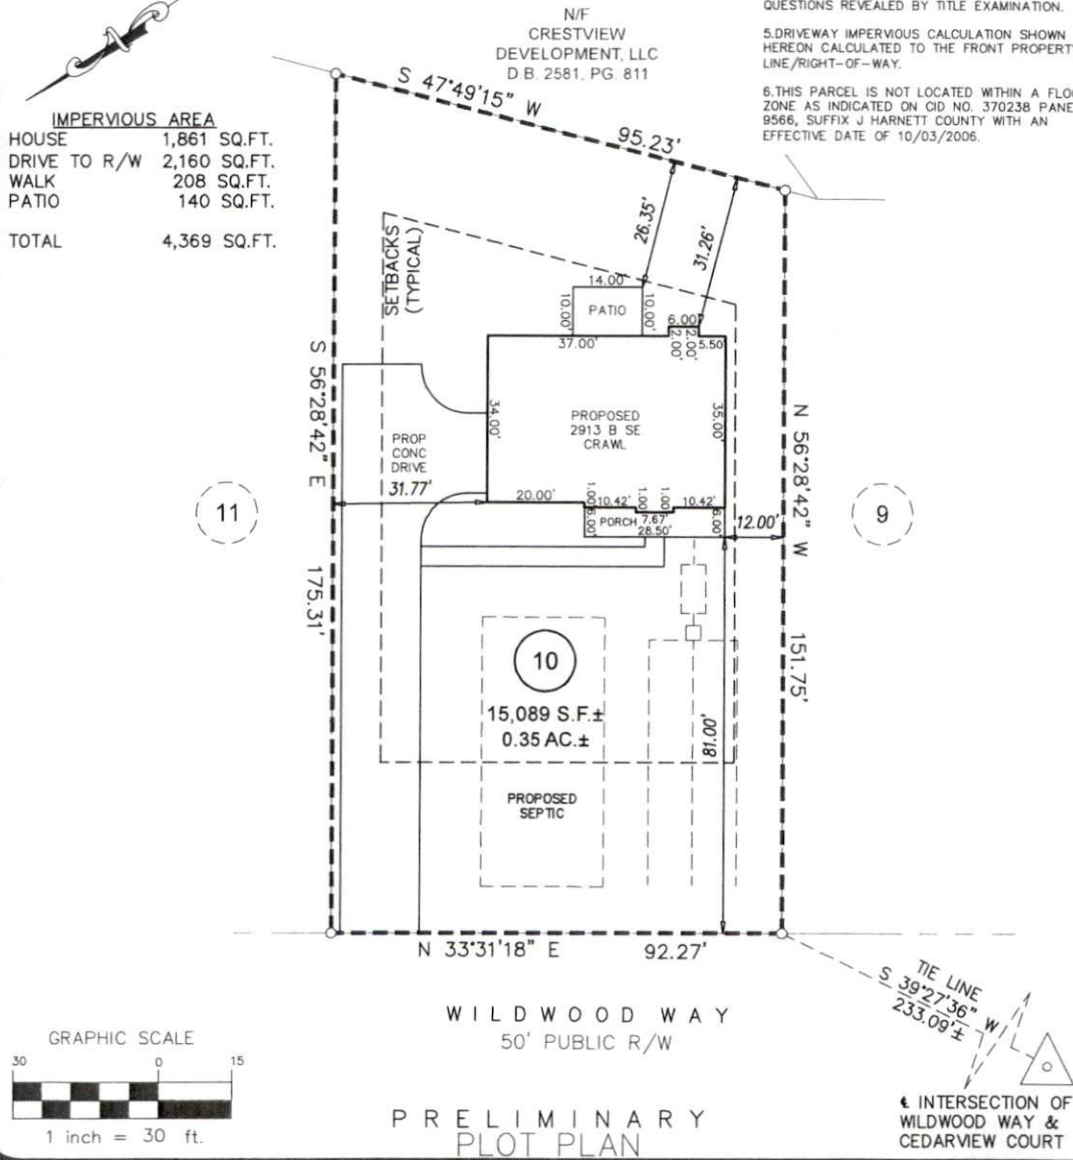 QUESTIONS REVEALED BY TITLE EXAMINATION.
5.DRIVEWAY IMPERVIOUS CALCULATION SHOWN
HEREON CALCULATED TO THE FRONT PROPERTY
LINE/RIGHT-OF-WAY.
6.THIS PARCEL IS NOT LOCATED WITHIN A
ZONE AS INDICATED ON CID NO. 370238
9566, SUFFIX J HARNETT COUNTY WITH AN
EFFECTIVE DATE OF 10/03/2006.
N/F
CRESTVIEW
DEVELOPMENT, LLC
D.B. 2581, PG. 811
IMPERVIOUS AREA
HOUSE 1,861 SQ.FT.
DRIVE TO R/W 2,160 SQ.FT.
WALK 208 SQ.FT.
PATIO 140 SQ.FT.
TOTAL 4,369 SQ.FT.
S 47°49'15" W
95.23'
26.35'
31.26'
SETBACKS
(TYPICAL)
14.00'
10.00'
PATIO
10.00'
6.00'
2.00'
2.00'
5.50'
37.00'
S 56°28'42" E
175.31'
34.00'
PROPOSED
2913 B SE
CRAWL
35.00'
N 56°28'42" W
151.75'
PROP
CONC
DRIVE
31.77'
20.00'
1.00'
10.42'
1.00'
1.00'
10.42'
6.00'
PORCH
7.67'
28.50'
6.00'
12.00'
11
9
10
15,089 S.F.±
0.35 AC.±
81.00'
PROPOSED
SEPTIC
N 33°31'18" E
92.27'
WILDWOOD WAY
50' PUBLIC R/W
TIE LINE
S 39°27'36" W
233.09'±
GRAPHIC SCALE
30 0 15
1 inch = 30 ft.
PRELIMINARY
PLOT PLAN
℄ INTERSECTION OF
WILDWOOD WAY &
CEDARVIEW COURT